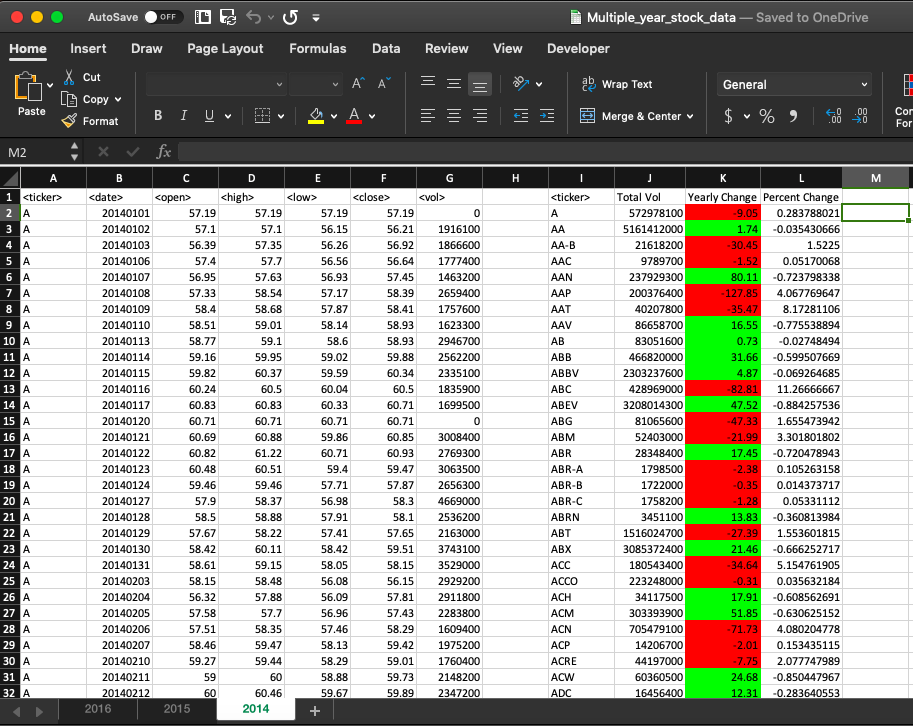 AutoSave OFF Multiple_year_stock_data — Saved to OneDrive
Home Insert Draw Page Layout Formulas Data Review View Developer
Paste Cut Copy Format B I U A A A ab Wrap Text Merge & Center General $ % Con For
M2 fx
A B C D E F G H I J K L M
1 <ticker> <date> <open> <high> <low> <close> <vol> <ticker> Total Vol Yearly Change Percent Change
2 A 20140101 57.19 57.19 57.19 57.19 0 A 572978100 -9.05 0.283788021
3 A 20140102 57.1 57.1 56.15 56.21 1916100 AA 5161412000 1.74 -0.035430666
4 A 20140103 56.39 57.35 56.26 56.92 1866600 AA-B 21618200 -30.45 1.5225
5 A 20140106 57.4 57.7 56.56 56.64 1777400 AAC 9789700 -1.52 0.05170068
6 A 20140107 56.95 57.63 56.93 57.45 1463200 AAN 237929300 80.11 -0.723798338
7 A 20140108 57.33 58.54 57.17 58.39 2659400 AAP 200376400 -127.85 4.067769647
8 A 20140109 58.4 58.68 57.87 58.41 1757600 AAT 40207800 -35.47 8.17281106
9 A 20140110 58.51 59.01 58.14 58.93 1623300 AAV 86658700 16.55 -0.775538894
10 A 20140113 58.77 59.1 58.6 58.93 2946700 AB 83051600 0.73 -0.02748494
11 A 20140114 59.16 59.95 59.02 59.88 2562200 ABB 466820000 31.66 -0.599507669
12 A 20140115 59.82 60.37 59.59 60.34 2335100 ABBV 2303237600 4.87 -0.069264685
13 A 20140116 60.24 60.5 60.04 60.5 1835900 ABC 428969000 -82.81 11.26666667
14 A 20140117 60.83 60.83 60.33 60.71 1699500 ABEV 3208014300 47.52 -0.884257536
15 A 20140120 60.71 60.71 60.71 60.71 0 ABG 81065600 -47.33 1.655473942
16 A 20140121 60.69 60.88 59.86 60.85 3008400 ABM 52403000 -21.99 3.301801802
17 A 20140122 60.82 61.22 60.71 60.93 2769300 ABR 28348400 17.45 -0.720478943
18 A 20140123 60.48 60.51 59.4 59.47 3063500 ABR-A 1798500 -2.38 0.105263158
19 A 20140124 59.46 59.46 57.71 57.87 2656300 ABR-B 1722000 -0.35 0.014373717
20 A 20140127 57.9 58.37 56.98 58.3 4669000 ABR-C 1758200 -1.28 0.05331112
21 A 20140128 58.5 58.88 57.91 58.1 2536200 ABRN 3451100 13.83 -0.360813984
22 A 20140129 57.67 58.22 57.41 57.65 2163000 ABT 1516024700 -27.39 1.553601815
23 A 20140130 58.42 60.11 58.42 59.51 3743100 ABX 3085372400 21.46 -0.666252717
24 A 20140131 58.61 59.15 58.05 58.15 3529000 ACC 180543400 -34.64 5.154761905
25 A 20140203 58.15 58.48 56.08 56.15 2929200 ACCO 223248000 -0.31 0.035632184
26 A 20140204 56.32 57.88 56.09 57.81 2911800 ACH 34117500 17.91 -0.608562691
27 A 20140205 57.58 57.7 56.96 57.43 2283800 ACM 303393900 51.85 -0.630625152
28 A 20140206 57.51 58.35 57.46 58.29 1609400 ACN 705479100 -71.73 4.080204778
29 A 20140207 58.46 59.47 58.13 59.42 1975200 ACP 14206700 -2.01 0.153435115
30 A 20140210 59.27 59.44 58.29 59.01 1760400 ACRE 44197000 -7.75 2.077747989
31 A 20140211 59 60 58.88 59.73 2148200 ACW 60360500 24.68 -0.850447967
32 A 20140212 60 60.46 59.67 59.89 2347200 ADC 16456400 12.31 -0.283640553
2016 2015 2014 +